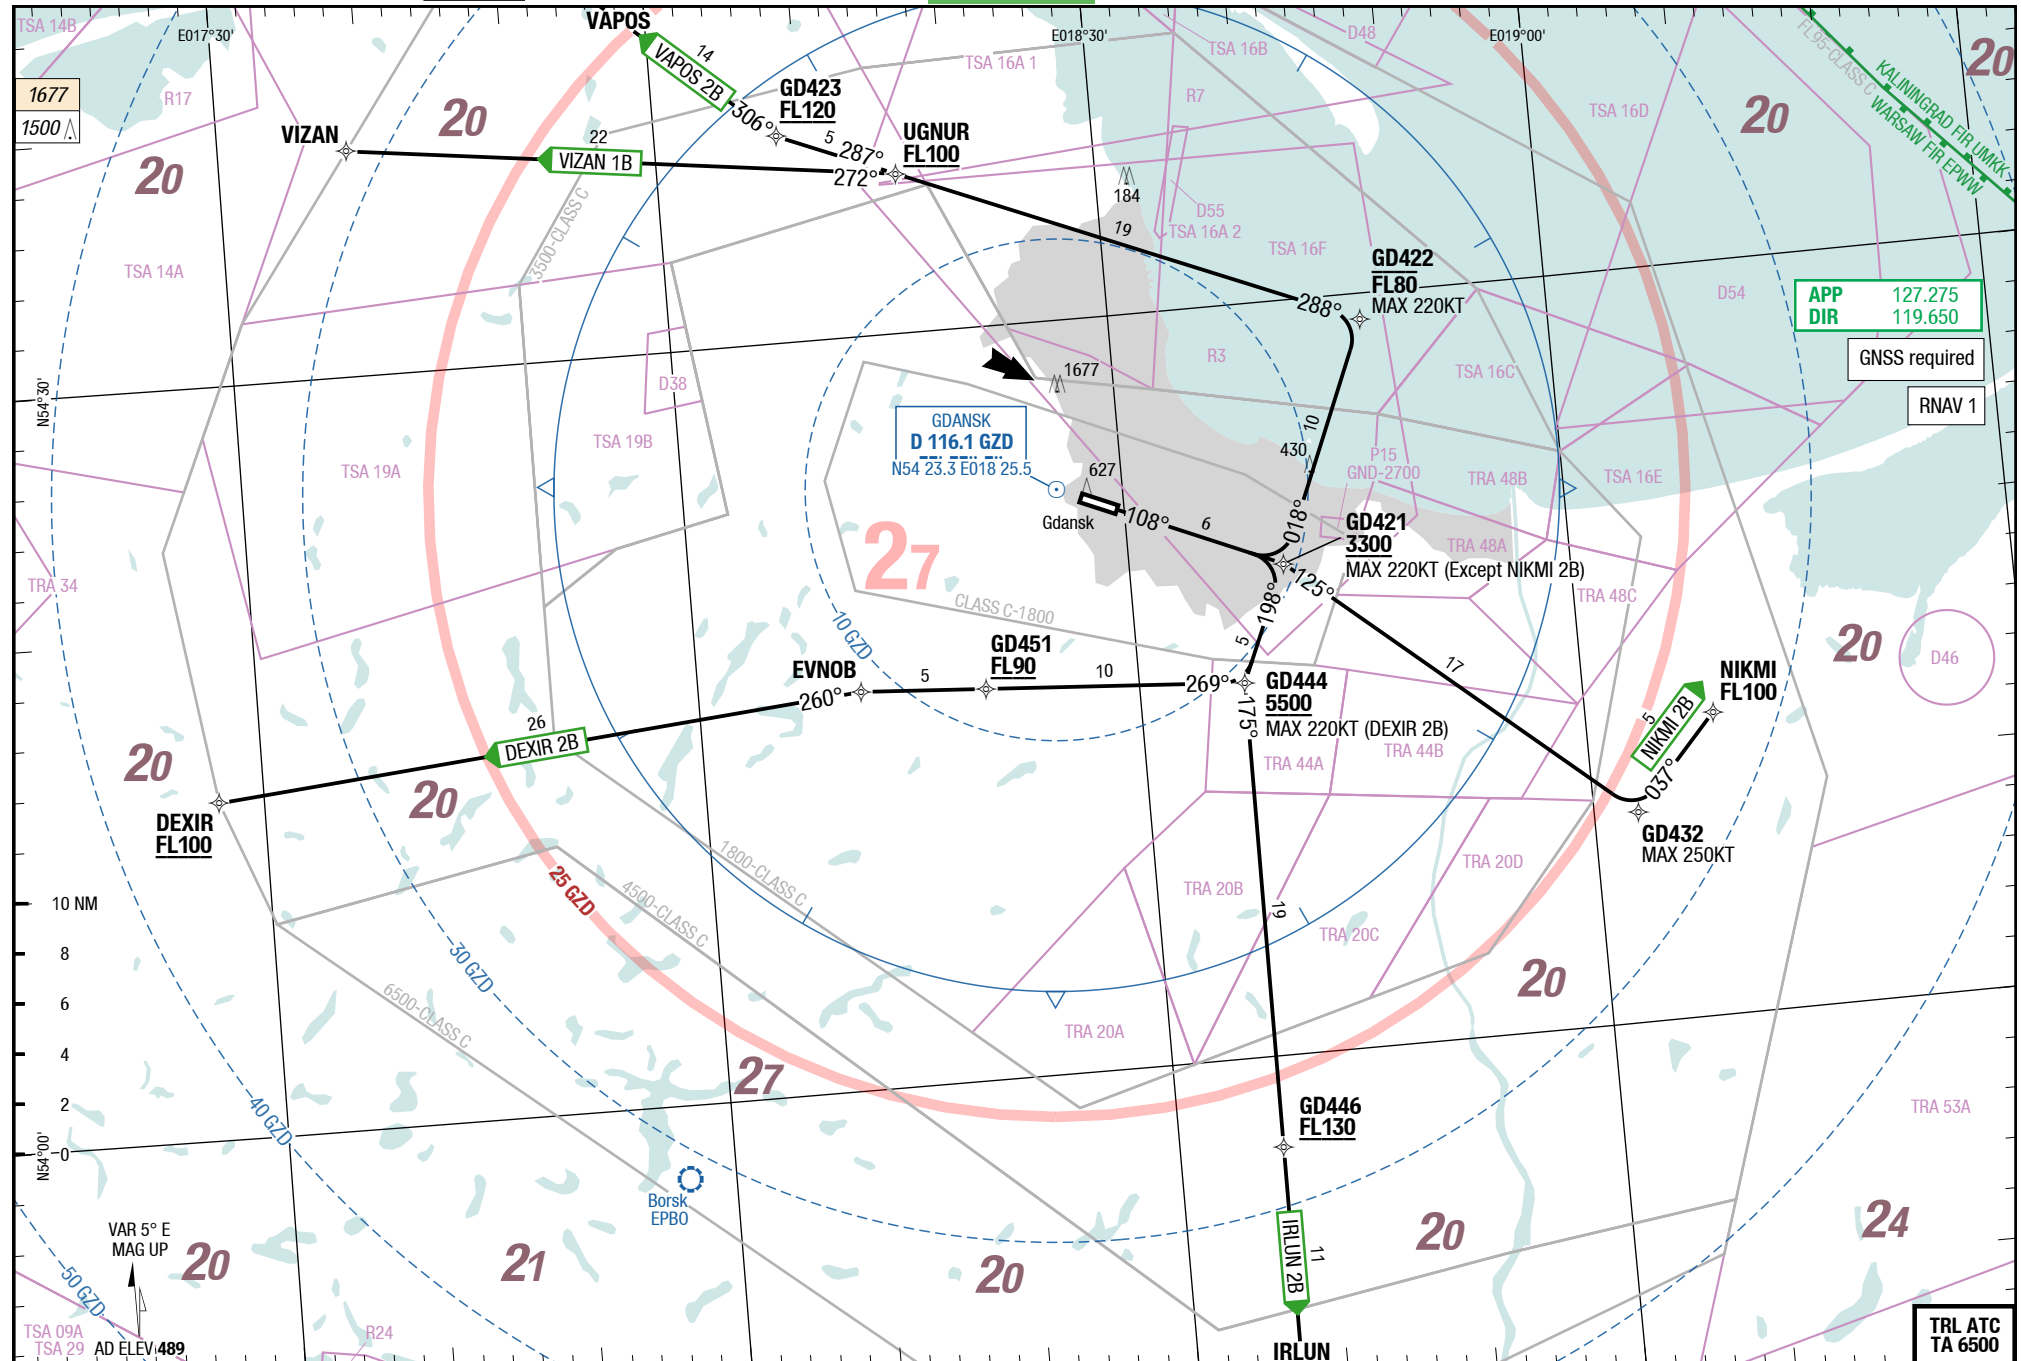 VAPOS
TSA 14B
E017°30'
E018°30'
E019°00'
D48
TSA 16B
TSA 16A 1
FL95-CLASS C
KALININGRAD FIR UMKK
WARSAW FIR EPWW
20
14
VAPOS 2B
306°
GD423
FL120
1677
1500
R17
20
R7
TSA 16D
20
VIZAN
22
VIZAN 1B
5
287°
272°
UGNUR
FL100
20
184
D55
TSA 16A 2
19
TSA 16F
3500-CLASS C
TSA 14A
GD422
FL80
MAX 220KT
288°
D54
APP 127.275
DIR 119.650
GNSS required
RNAV 1
N54°30'
D38
1677
R3
TSA 16C
GDANSK
D 116.1 GZD
N54 23.3 E018 25.5
TSA 19B
TSA 19A
10
430
P15
GND-2700
TRA 48B
TSA 16E
627
Gdansk
108°
6
018°
GD421
3300
MAX 220KT (Except NIKMI 2B)
TRA 48A
27
TRA 34
125°
TRA 48C
CLASS C-1800
198°
10 GZD
5
20
D46
EVNOB
5
GD451
FL90
10
269°
GD444
5500
MAX 220KT (DEXIR 2B)
17
NIKMI
FL100
5
NIKMI 2B
260°
26
DEXIR 2B
175°
TRA 44A
TRA 44B
20
20
037°
DEXIR
FL100
GD432
MAX 250KT
1800-CLASS C
TRA 20D
25 GZD
4500-CLASS C
TRA 20B
19
10 NM
TRA 20C
8
30 GZD
20
6
6500-CLASS C
TRA 20A
4
27
2
40 GZD
GD446
FL130
TRA 53A
N54°00'
0
Borsk
EPBO
VAR 5° E
MAG UP
20
21
20
IRLUN 2B
11
20
24
50 GZD
TSA 09A
TSA 29
AD ELEV 489
R24
IRLUN
TRL ATC
TA 6500